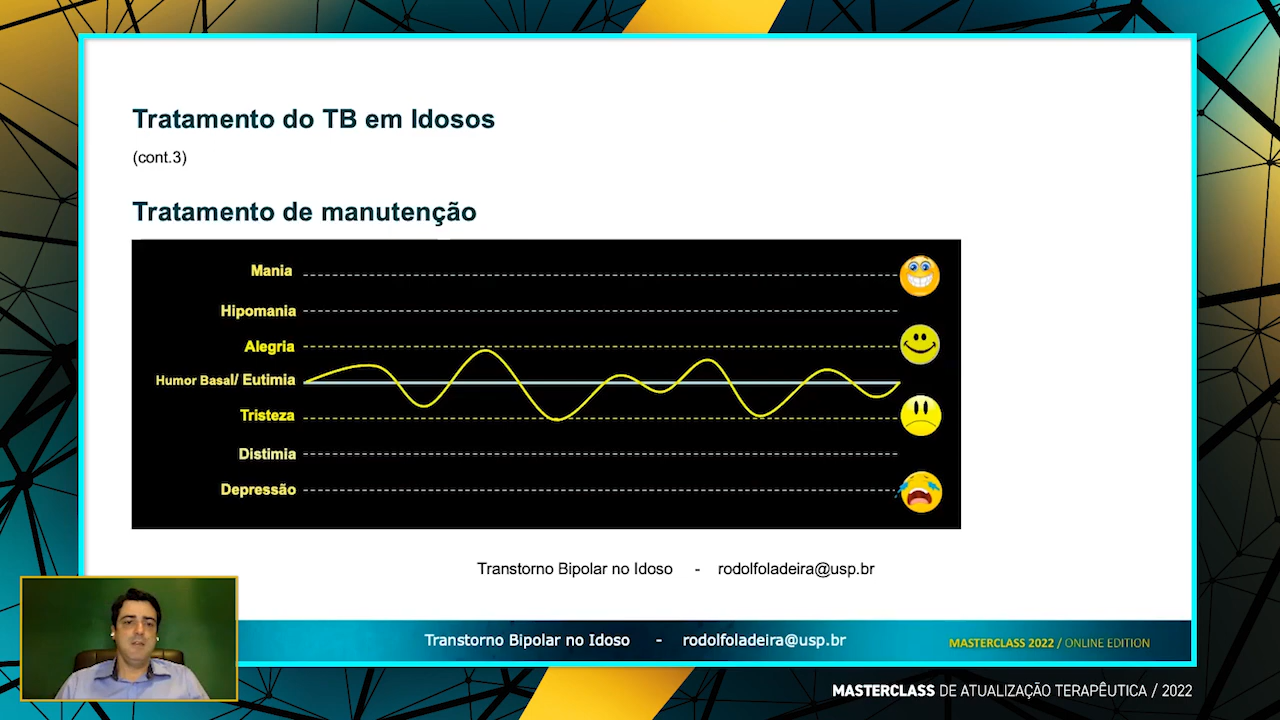 Tratamento do TB em Idosos
(cont.3)
Tratamento de manutenção
Mania
Hipomania
Alegria
Humor Basal/ Eutimia
Tristeza
Distimia
Depressão
Transtorno Bipolar no Idoso - rodolfoladeira@usp.br
Transtorno Bipolar no Idoso - rodolfoladeira@usp.br
MASTERCLASS 2022 / ONLINE EDITION
MASTERCLASS DE ATUALIZAÇÃO TERAPÊUTICA / 2022